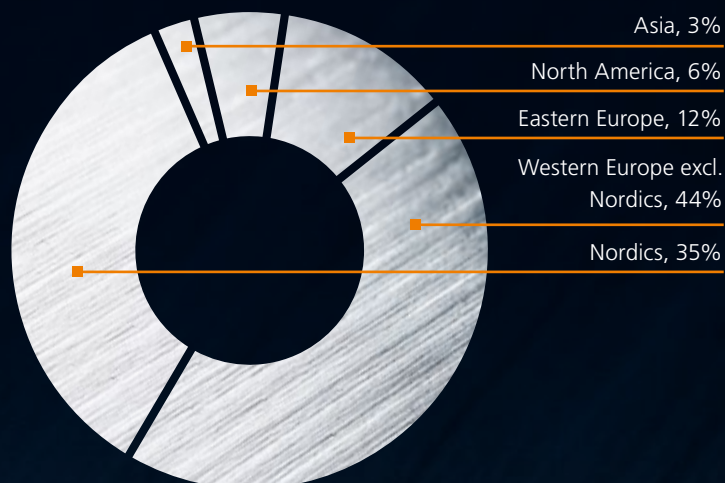 Asia, 3%
North America, 6%
Eastern Europe, 12%
Western Europe excl.
Nordics, 44%
Nordics, 35%